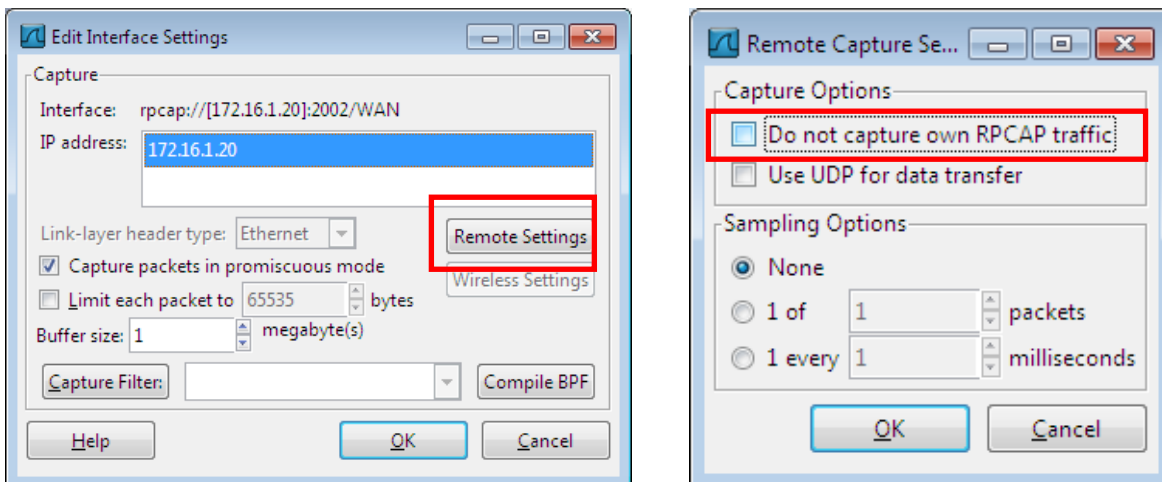 Edit Interface Settings
Capture
Interface: rpcap://[172.16.1.20]:2002/WAN
IP address: 172.16.1.20
Link-layer header type: Ethernet
Remote Settings
Capture packets in promiscuous mode
Wireless Settings
Limit each packet to 65535 bytes
Buffer size: 1 megabyte(s)
Capture Filter: Compile BPF
Help OK Cancel
Remote Capture Se...
Capture Options
Do not capture own RPCAP traffic
Use UDP for data transfer
Sampling Options
None
1 of 1 packets
1 every 1 milliseconds
OK Cancel